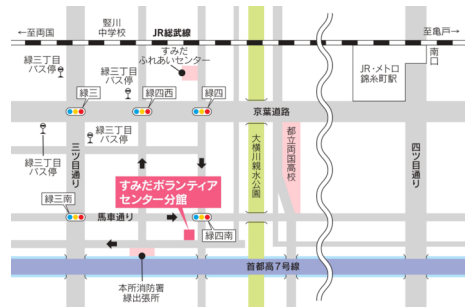 竪川
中学校
JR総武線
←至両国
至亀戸→
すみだ
ふれあいセンター
南口
緑三丁目
バス停
緑三丁目
バス停
JR・メトロ
錦糸町駅
緑三
緑四西
緑四
京葉道路
緑三丁目
バス停
緑三丁目
バス停
三ツ目通り
大横川親水公園
都立両国高校
四ツ目通り
すみだボランティア
センター分館
緑三南
馬車通り
緑四南
首都高7号線
本所消防署
緑出張所